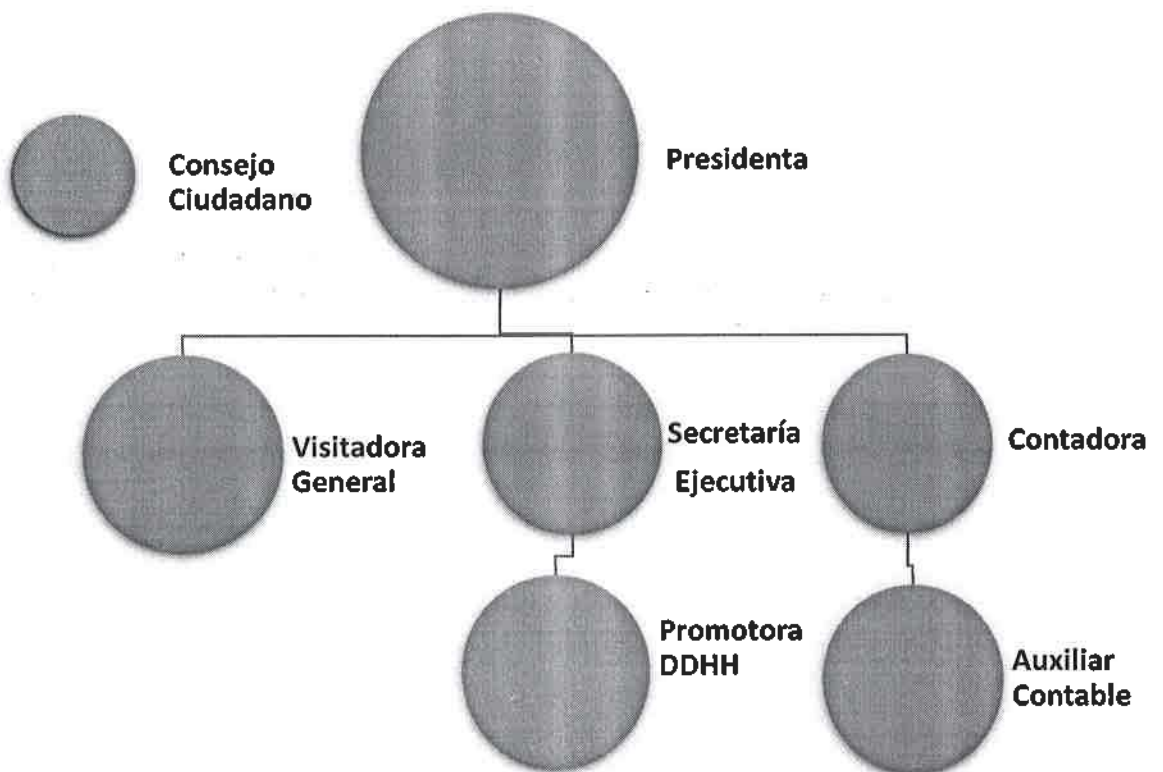 Consejo
Ciudadano
Presidenta
Visitadora
General
Secretaría
Ejecutiva
Contadora
Promotora
DDHH
Auxiliar
Contable